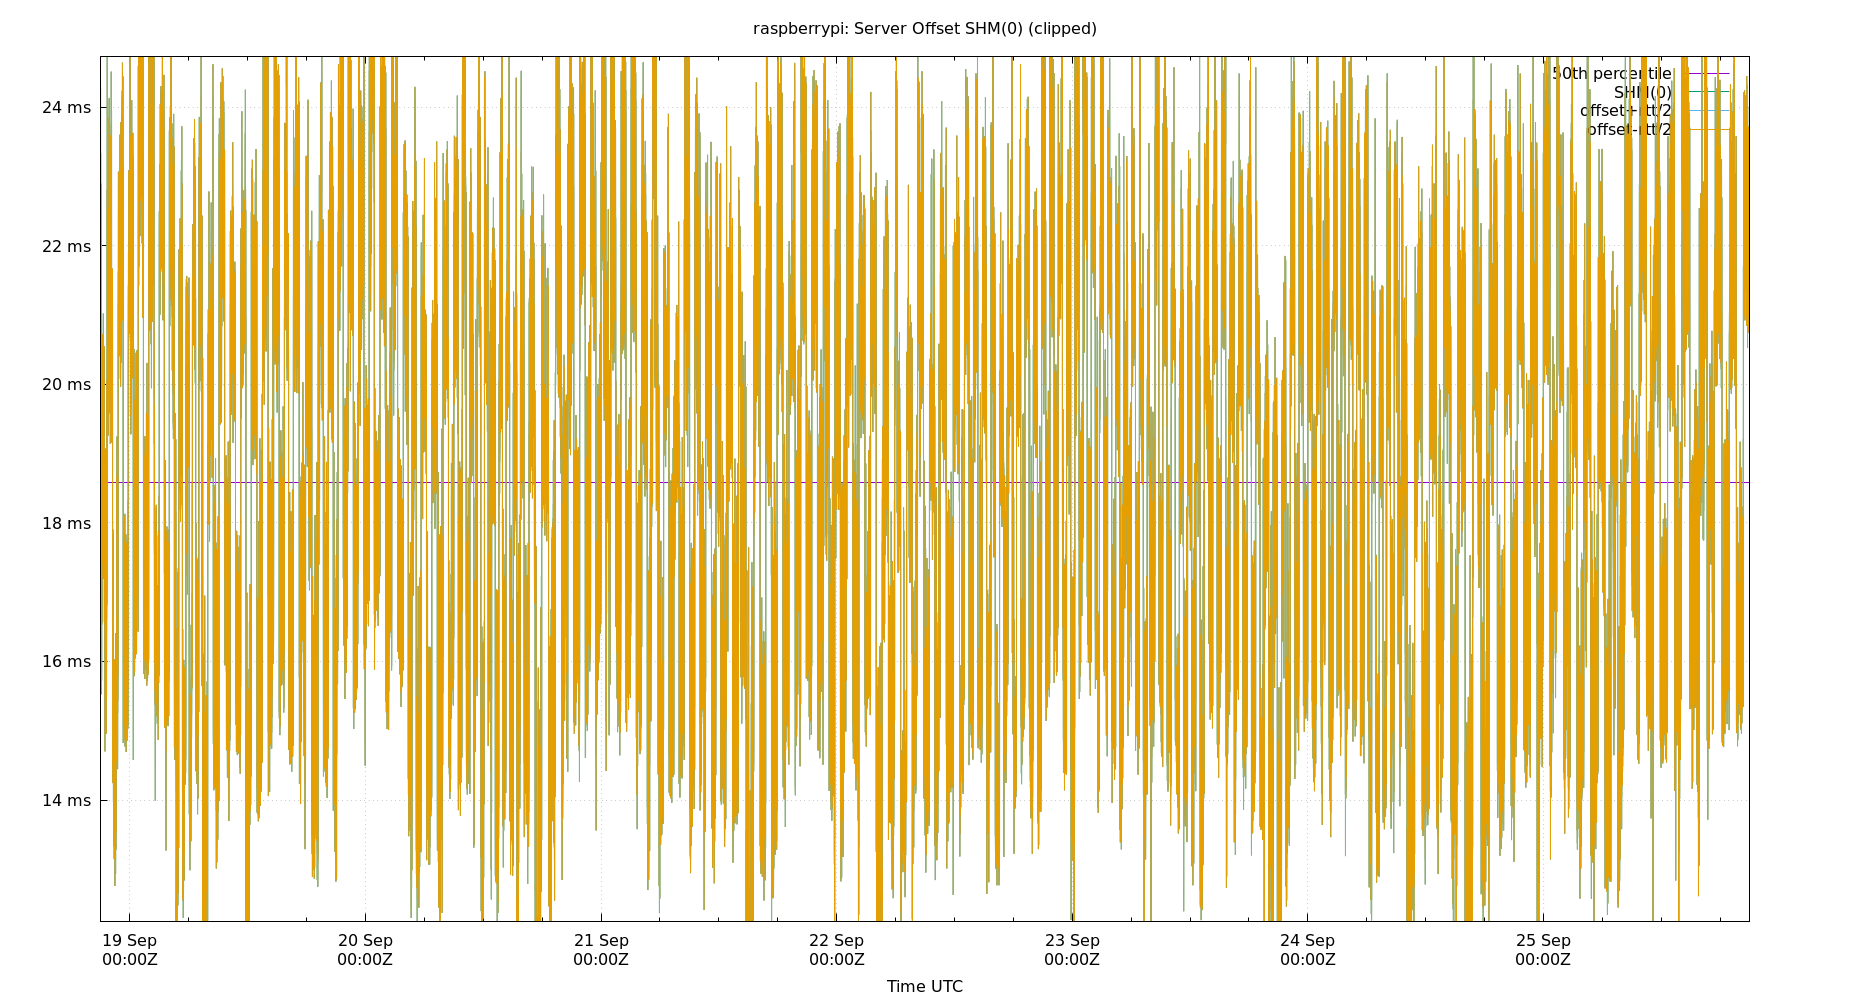 raspberrypi: Server Offset SHM(0) (clipped)
50th percentile
SHM(0)
offset+rtt/2
offset-rtt/2
24 ms
22 ms
20 ms
18 ms
16 ms
14 ms
19 Sep 20 Sep 21 Sep 22 Sep 23 Sep 24 Sep 25 Sep
00:00Z 00:00Z 00:00Z 00:00Z 00:00Z 00:00Z 00:00Z
Time UTC